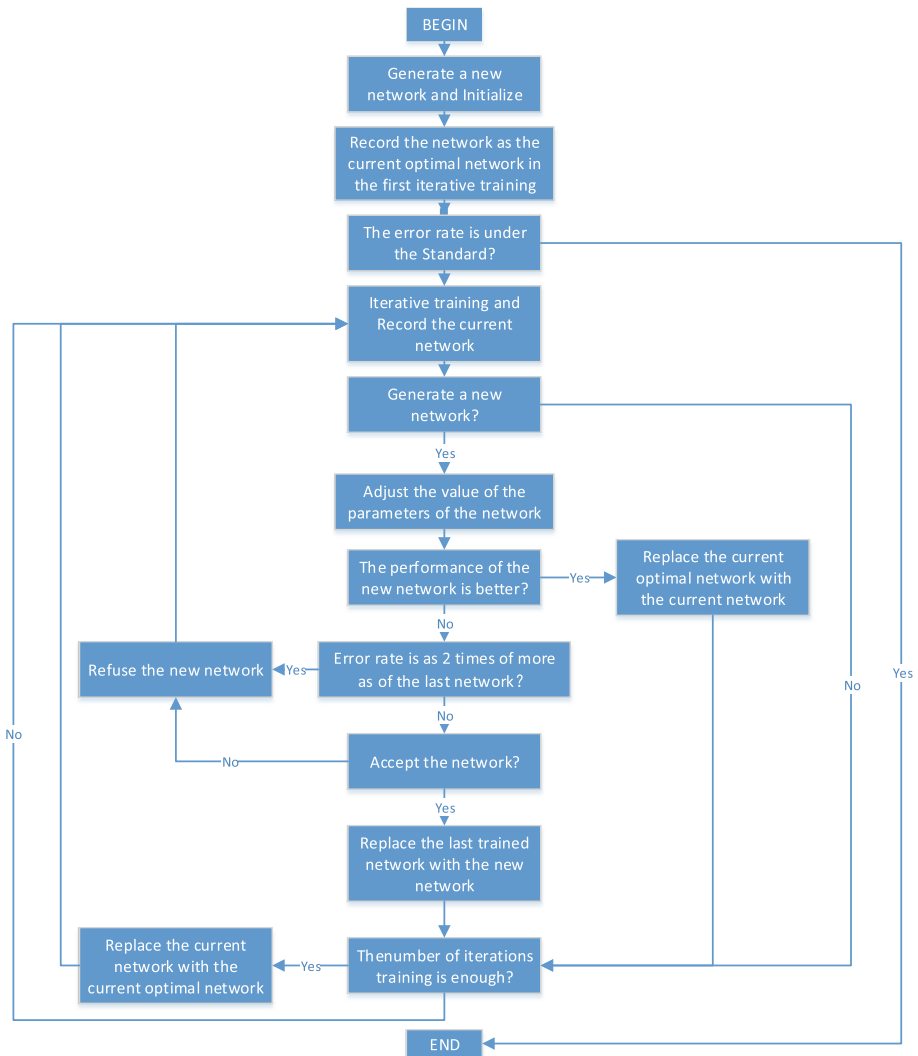 BEGIN
Generate a new
network and Initialize
Record the network as the
current optimal network in
the first iterative training
The error rate is under
the Standard?
Iterative training and
Record the current
network
Generate a new
network?
Yes
Adjust the value of the
parameters of the network
The performance of the
new network is better?
Yes
Replace the current
optimal network with
the current network
No
Error rate is as 2 times of more
as of the last network?
Yes
Refuse the new network
No
Accept the network?
No
Yes
Replace the last trained
network with the new
network
Thenumber of iterations
training is enough?
Yes
Replace the current
network with the
current optimal network
No
No
Yes
END